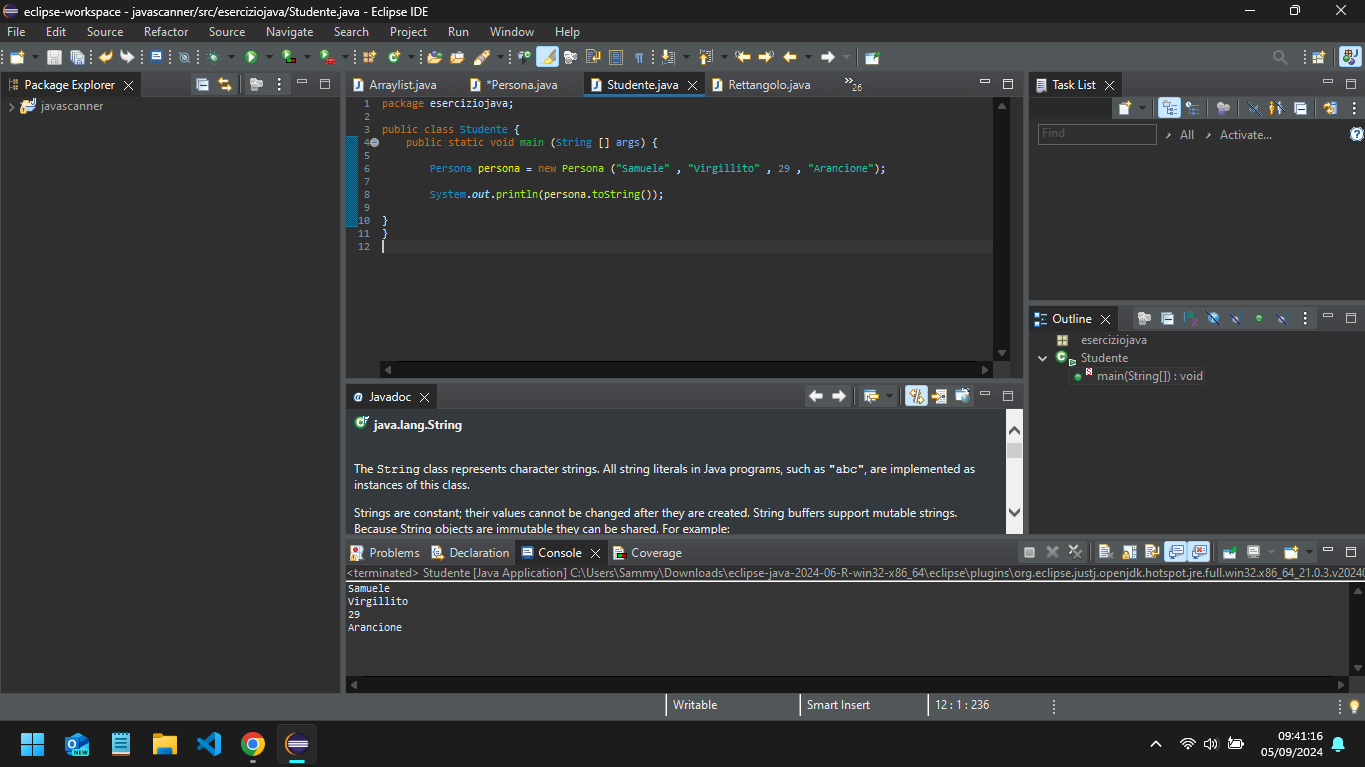 eclipse-workspace - javascanner/src/eserciziojava/Studente.java - Eclipse IDE
File Edit Source Refactor Source Navigate Search Project Run Window Help
Package Explorer
javascanner
Arraylist.java *Persona.java Studente.java Rettangolo.java »26
1 package eserciziojava;
2
3 public class Studente {
4 public static void main (String [] args) {
5
6 Persona persona = new Persona ("Samuele" , "Virgillito" , 29 , "Arancione");
7
8 System.out.println(persona.toString());
9
10 }
11 }
12
Task List
Find All Activate...
Outline
eserciziojava
Studente
main(String[]) : void
@ Javadoc
java.lang.String
The String class represents character strings. All string literals in Java programs, such as "abc", are implemented as
instances of this class.
Strings are constant; their values cannot be changed after they are created. String buffers support mutable strings.
Because String objects are immutable they can be shared. For example:
Problems Declaration Console Coverage
<terminated> Studente [Java Application] C:\Users\Sammy\Downloads\eclipse-java-2024-06-R-win32-x86_64\eclipse\plugins\org.eclipse.justj.openjdk.hotspot.jre.full.win32.x86_64_21.0.3.v20240
Samuele
Virgillito
29
Arancione
Writable Smart Insert 12 : 1 : 236
NEW
09:41:16
05/09/2024